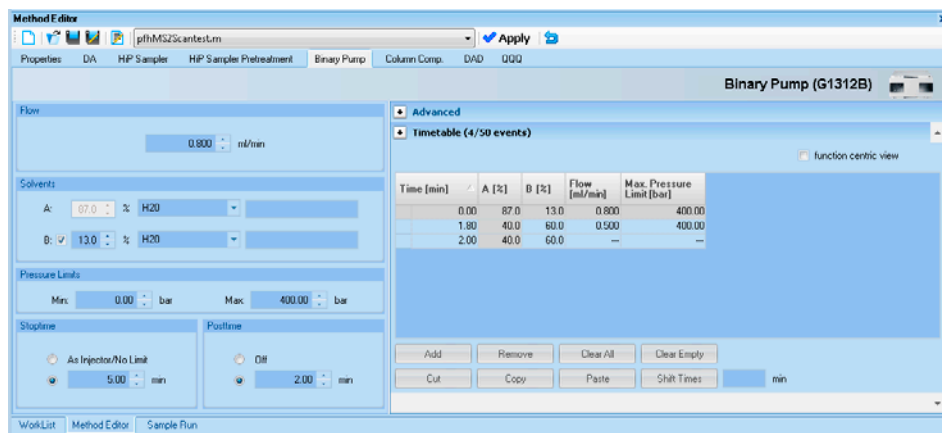 Method Editor
pfhMS2Scantest.m
Apply
Properties DA HiP Sampler HiP Sampler Pretreatment Binary Pump Column Comp. DAD QQQ
Binary Pump (G1312B)
Flow
0.800 ml/min
Solvents
A: 87.0 % H20
B: 13.0 % H20
Pressure Limits
Min: 0.00 bar Max: 400.00 bar
Stoptime
As Injector/No Limit
5.00 min
Posttime
Off
2.00 min
Advanced
Timetable (4/50 events)
function centric view
Time [min] A [%] B [%] Flow [ml/min] Max. Pressure Limit [bar]
0.00 87.0 13.0 0.800 400.00
1.80 40.0 60.0 0.500 400.00
2.00 40.0 60.0 — —
Add Remove Clear All Clear Empty
Cut Copy Paste Shift Times min
WorkList Method Editor Sample Run